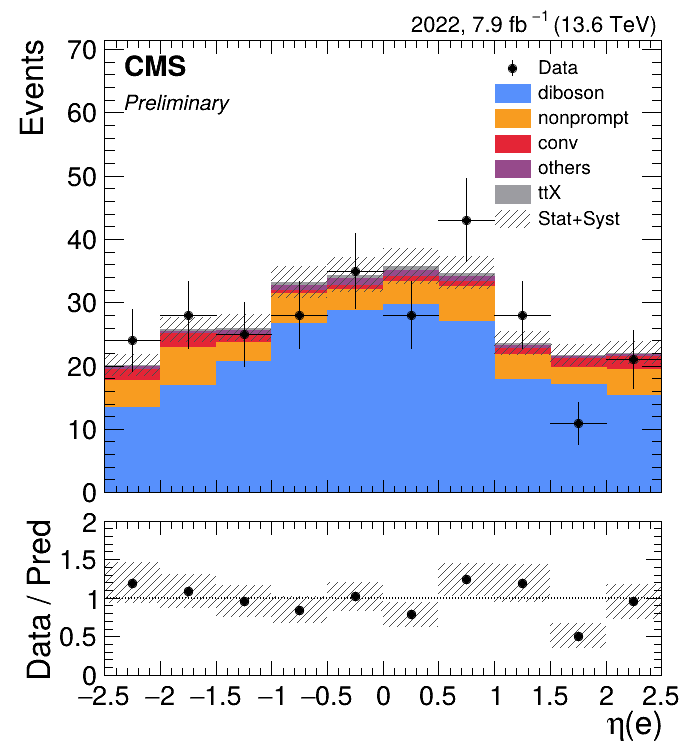 2022, 7.9 fb⁻¹ (13.6 TeV)
Events
70
60
50
40
30
20
10
0
CMS
Preliminary
Data
diboson
nonprompt
conv
others
ttX
Stat+Syst
Data / Pred
2
1.5
1
0.5
0
−2.5 −2 −1.5 −1 −0.5 0 0.5 1 1.5 2 2.5
η(e)